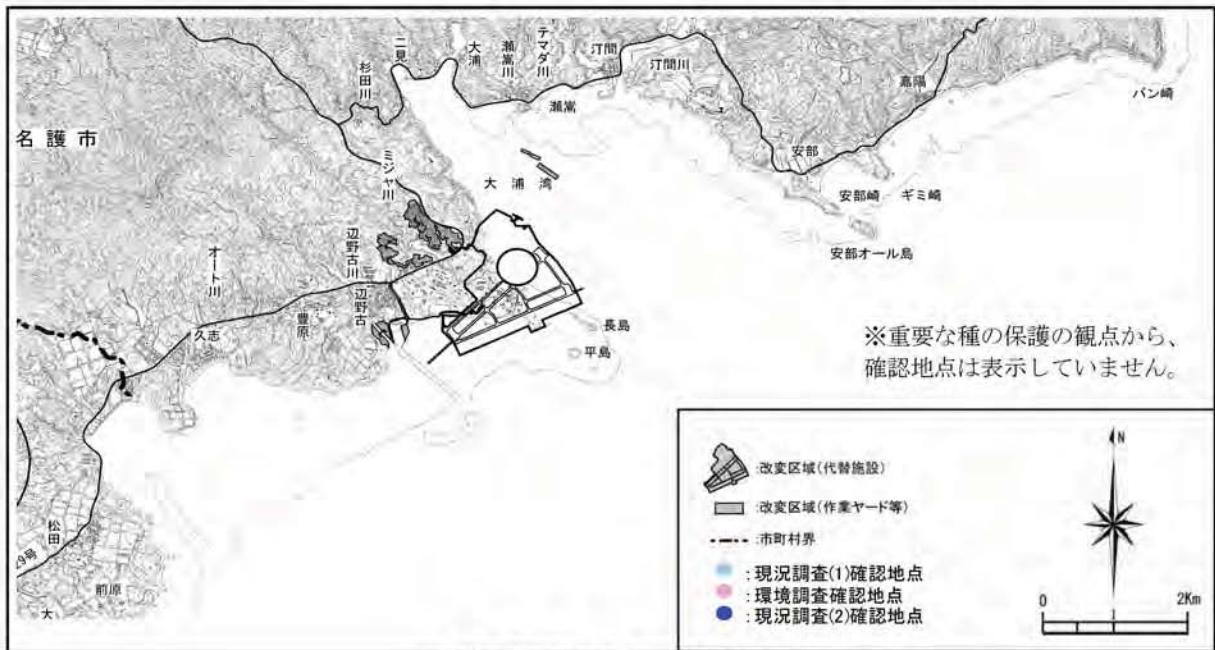 二見
大浦
瀬嵩川
テマダ川
汀間
汀間川
嘉陽
バン崎
杉田川
瀬嵩
名護市
安部
ミジャ川
大浦湾
安部崎
ギミ崎
安部オール島
オート川
辺野古川
辺野古
豊原
久志
長島
平島
※重要な種の保護の観点から、
確認地点は表示していません。
松田
29号
前原
大
:改変区域(代替施設)
:改変区域(作業ヤード等)
:市町村界
:現況調査(1)確認地点
:環境調査確認地点
:現況調査(2)確認地点
N
0 2Km